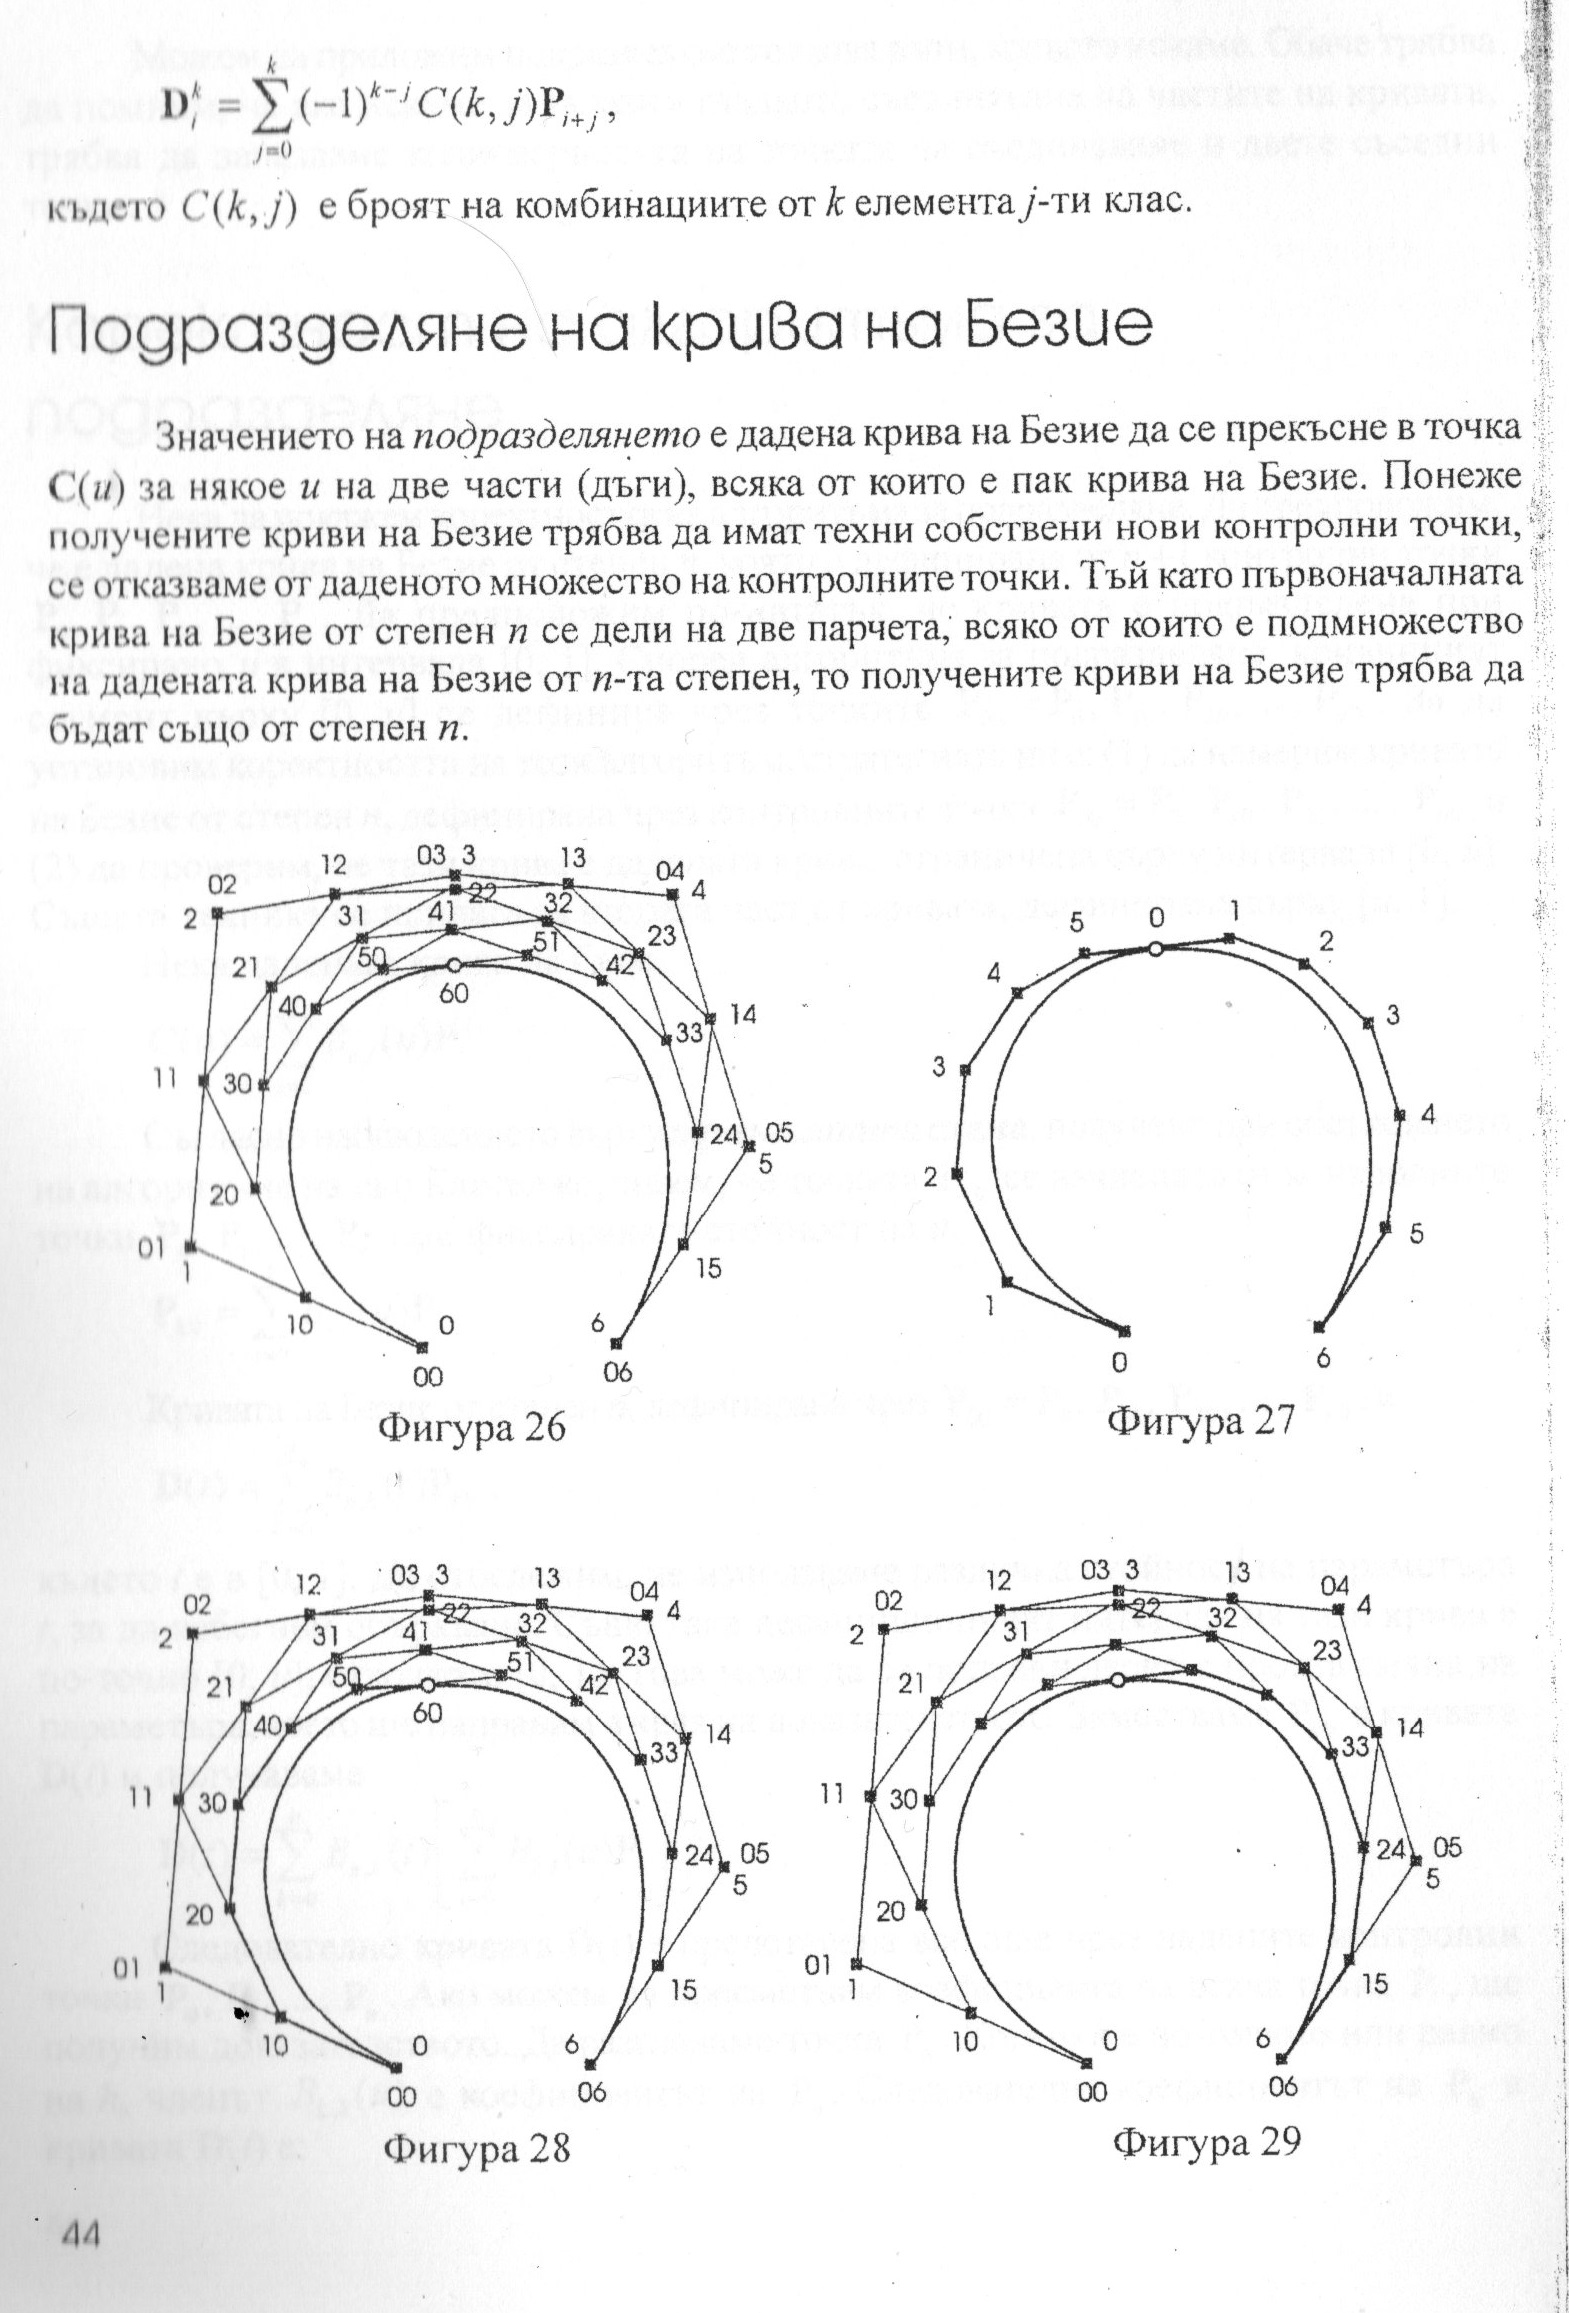 k
D_i^k = ∑(-1)^{k-j} C(k, j)P_{i+j},
j=0
където C(k, j) е броят на комбинациите от k елемента j-ти клас.
Подразделяне на крива на Безие
Значението на подразделянето е дадена крива на Безие да се прекъсне в точка
C(u) за някое u на две части (дъги), всяка от които е пак крива на Безие. Понеже
получените криви на Безие трябва да имат техни собствени нови контролни точки,
се отказваме от даденото множество на контролните точки. Тъй като първоначалната
крива на Безие от степен n се дели на две парчета, всяко от които е подмножество
на дадената крива на Безие от n-та степен, то получените криви на Безие трябва да
бъдат също от степен n.
03 3
12 13
02 04
2 22 4
31 41 32
21 50 51 23
40 60 42
14
33
11 30
24 05
5
20
01
1
15
10 0 6
00 06
Фигура 26
5 0 1
2
4
3
3
4
2
5
1
0 6
Фигура 27
03 3
12 13
02 04
2 22 4
31 41 32
21 50 51 23
40 60 42
14
33
11 30
24 05
5
20
01
1
15
10 0 6
00 06
Фигура 28
03 3
12 13
02 04
2 22 4
31 32
21 23
14
33
11 30
24 05
5
20
01
1
15
10 0 6
00 06
Фигура 29
44